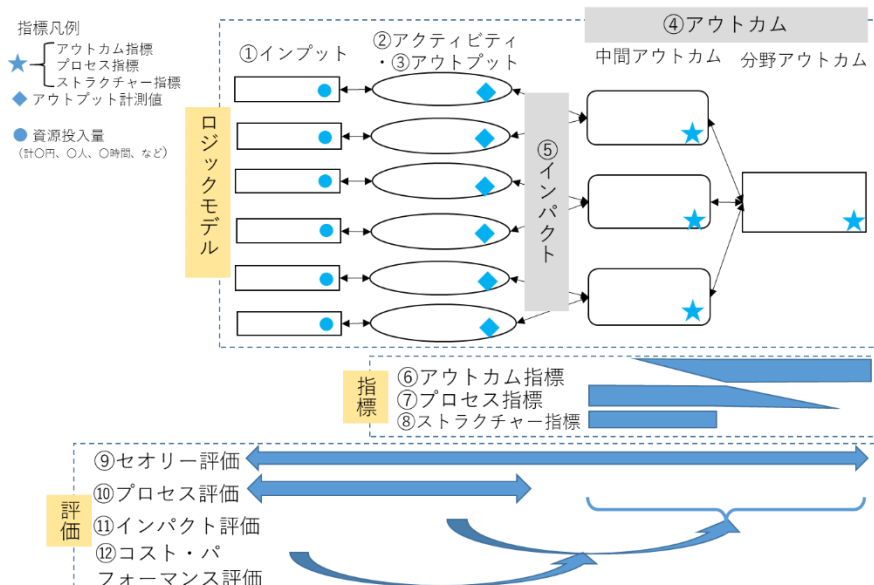 指標凡例
アウトカム指標
プロセス指標
ストラクチャー指標
アウトプット計測値
資源投入量
(計〇円、〇人、〇時間、など)
④アウトカム
①インプット
②アクティビティ
・③アウトプット
中間アウトカム
分野アウトカム
ロジックモデル
⑤インパクト
指標
⑥アウトカム指標
⑦プロセス指標
⑧ストラクチャー指標
評価
⑨セオリー評価
⑩プロセス評価
⑪インパクト評価
⑫コスト・パ
フォーマンス評価